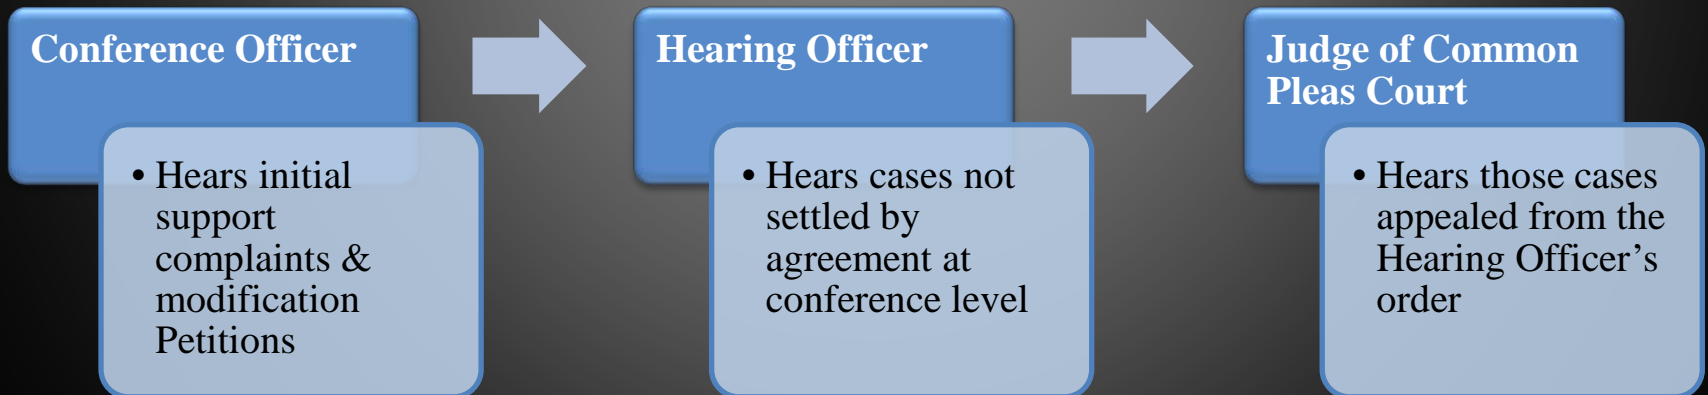 Conference Officer
• Hears initial
support
complaints &
modification
Petitions
Hearing Officer
• Hears cases not
settled by
agreement at
conference level
Judge of Common
Pleas Court
• Hears those cases
appealed from the
Hearing Officer’s
order